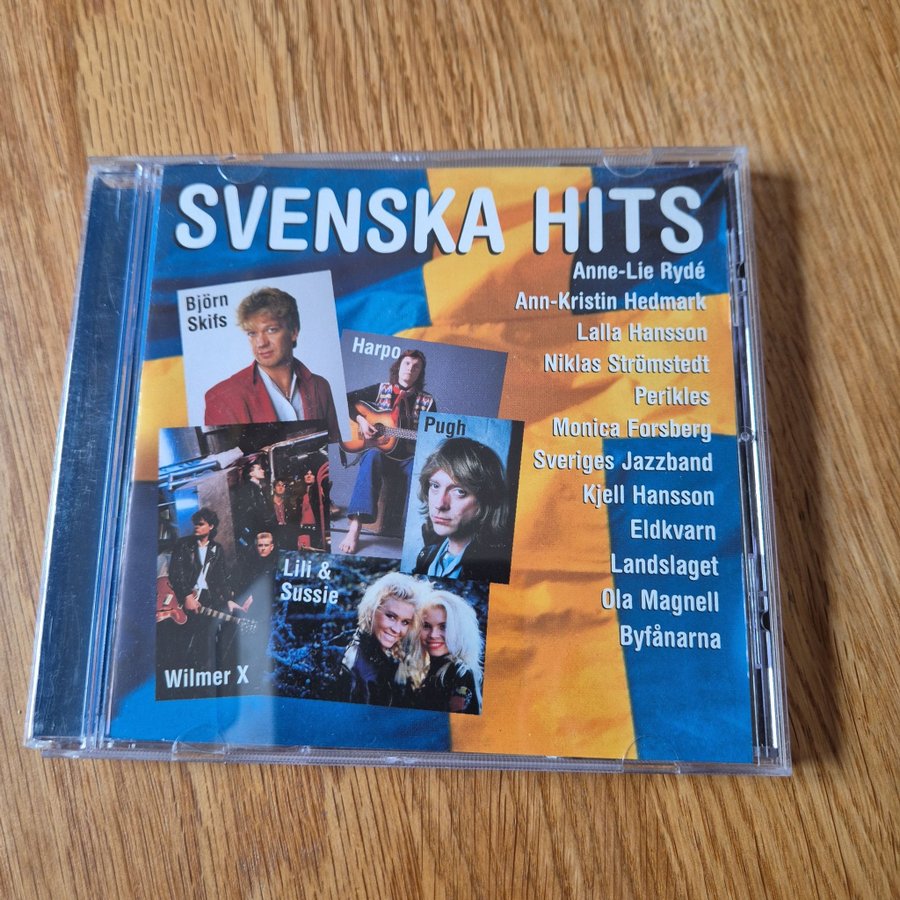 SVENSKA HITS
Anne-Lie Rydé
Ann-Kristin Hedmark
Lalla Hansson
Niklas Strömstedt
Perikles
Monica Forsberg
Sveriges Jazzband
Kjell Hansson
Eldkvarn
Landslaget
Ola Magnell
Byfånarna
Björn
Skifs
Harpo
Pugh
Lili &
Sussie
Wilmer X